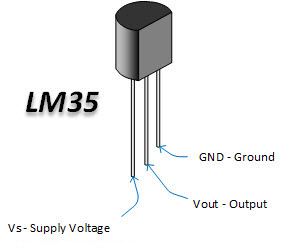 LM35
GND - Ground
Vout - Output
Vs- Supply Voltage